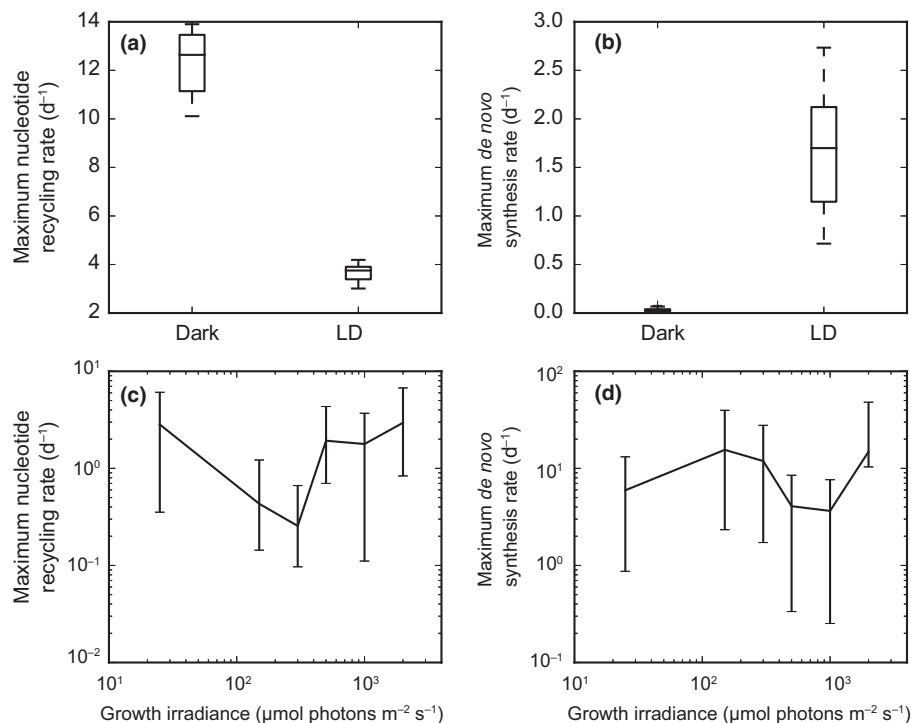 (a)
Maximum nucleotide
recycling rate (d⁻¹)
14
12
10
8
6
4
2
Dark
LD
(b)
Maximum de novo
synthesis rate (d⁻¹)
3.0
2.5
2.0
1.5
1.0
0.5
0.0
Dark
LD
(c)
Maximum nucleotide
recycling rate (d⁻¹)
10¹
10⁰
10⁻¹
10⁻²
10¹
10²
10³
Growth irradiance (µmol photons m⁻² s⁻¹)
(d)
Maximum de novo
synthesis rate (d⁻¹)
10²
10¹
10⁰
10⁻¹
10¹
10²
10³
Growth irradiance (µmol photons m⁻² s⁻¹)